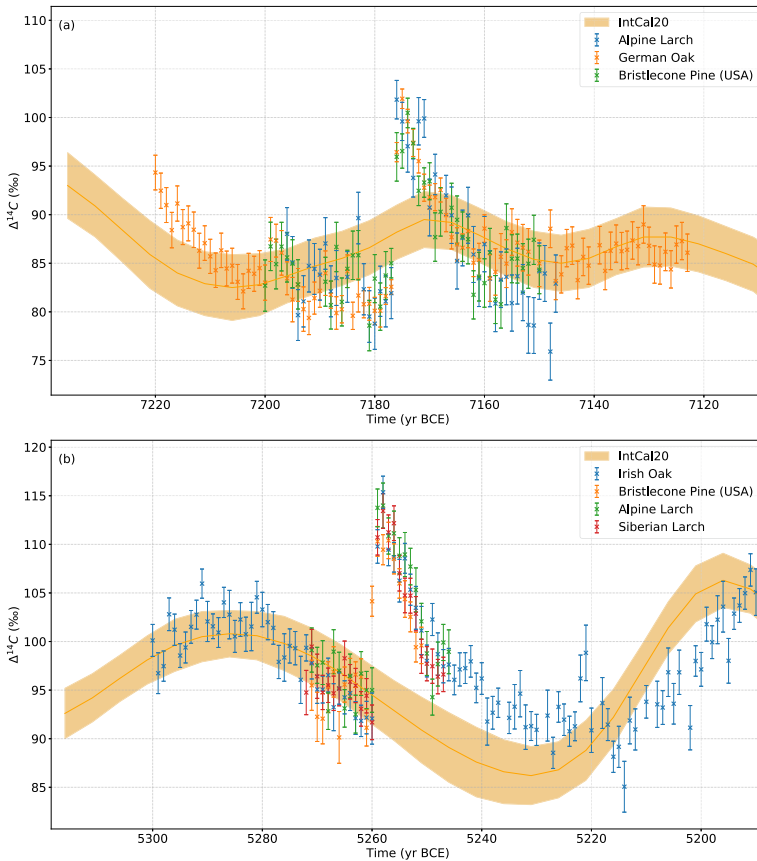 (a)
IntCal20
Alpine Larch
German Oak
Bristlecone Pine (USA)
110
105
100
95
90
85
80
75
Δ¹⁴C (‰)
7220
7200
7180
7160
7140
7120
Time (yr BCE)
(b)
IntCal20
Irish Oak
Bristlecone Pine (USA)
Alpine Larch
Siberian Larch
120
115
110
105
100
95
90
85
Δ¹⁴C (‰)
5300
5280
5260
5240
5220
5200
Time (yr BCE)